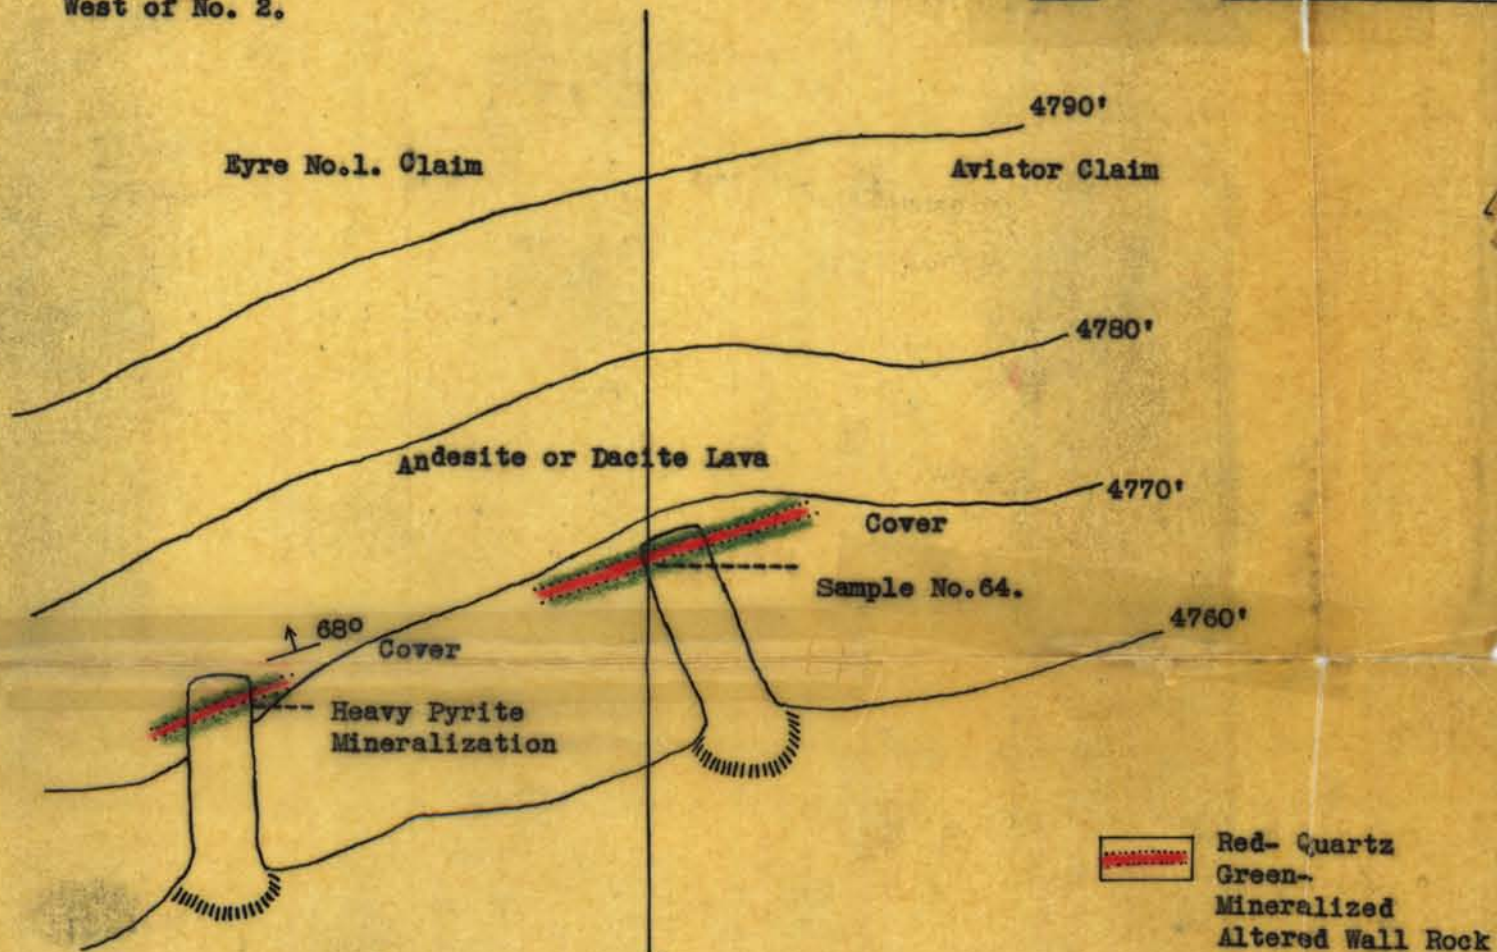 West of No. 2.
4790'
Eyre No.1. Claim
Aviator Claim
4780'
Andesite or Dacite Lava
4770'
Cover
Sample No.64.
4760'
68°
Cover
Heavy Pyrite
Mineralization
Red- Quartz
Green-
Mineralized
Altered Wall Rock